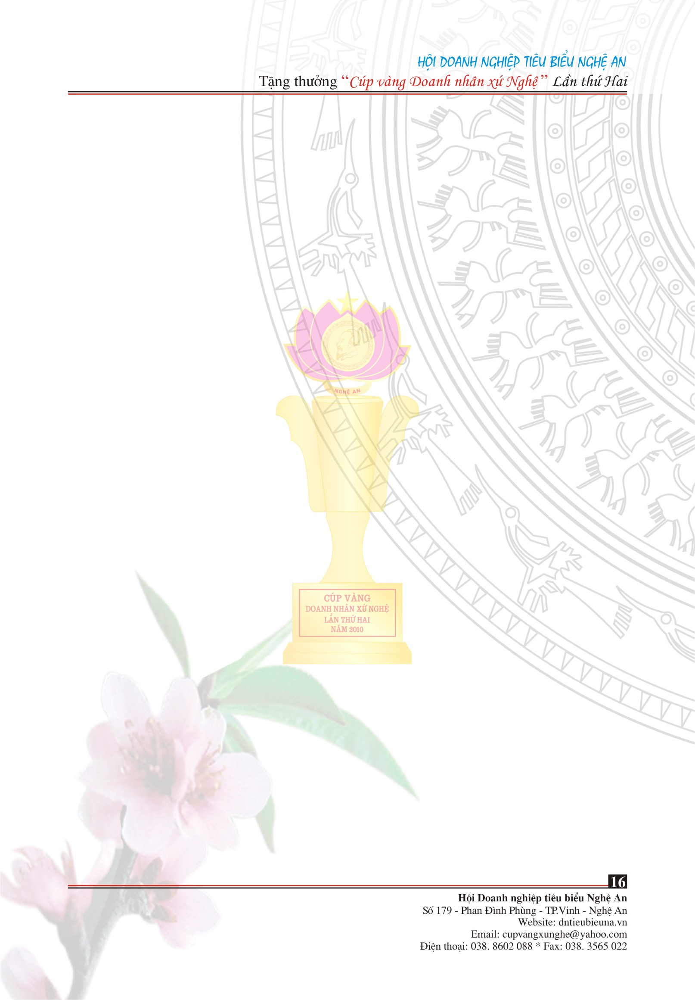 HỘI DOANH NGHIỆP TIÊU BIỂU NGHỆ AN
Tặng thưởng “Cúp vàng Doanh nhân xứ Nghệ” Lần thứ Hai
NGHỆ AN
CÚP VÀNG
DOANH NHÂN XỨ NGHỆ
LẦN THỨ HAI
NĂM 2010
16
Hội Doanh nghiệp tiêu biểu Nghệ An
Số 179 - Phan Đình Phùng - TP.Vinh - Nghệ An
Website: dntieubieuna.vn
Email: cupvangxunghe@yahoo.com
Điện thoại: 038. 8602 088 * Fax: 038. 3565 022